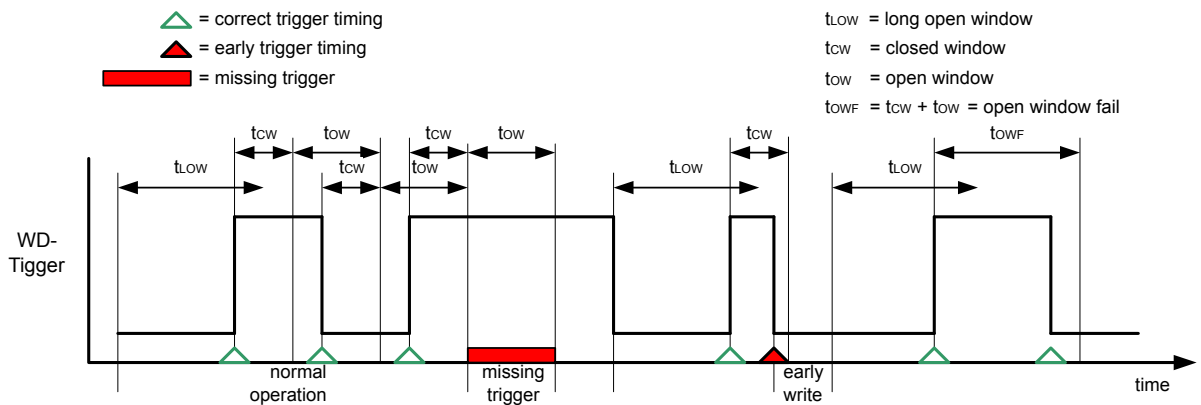 = correct trigger timing
= early trigger timing
= missing trigger
tLOW = long open window
tCW = closed window
tOW = open window
tOWF = tCW + tOW = open window fail
tCW tOW tCW tOW tCW tOWF
tLOW tCW tOW tLOW tLOW
WD-
Tigger
normal
operation
missing
trigger
early
write
time